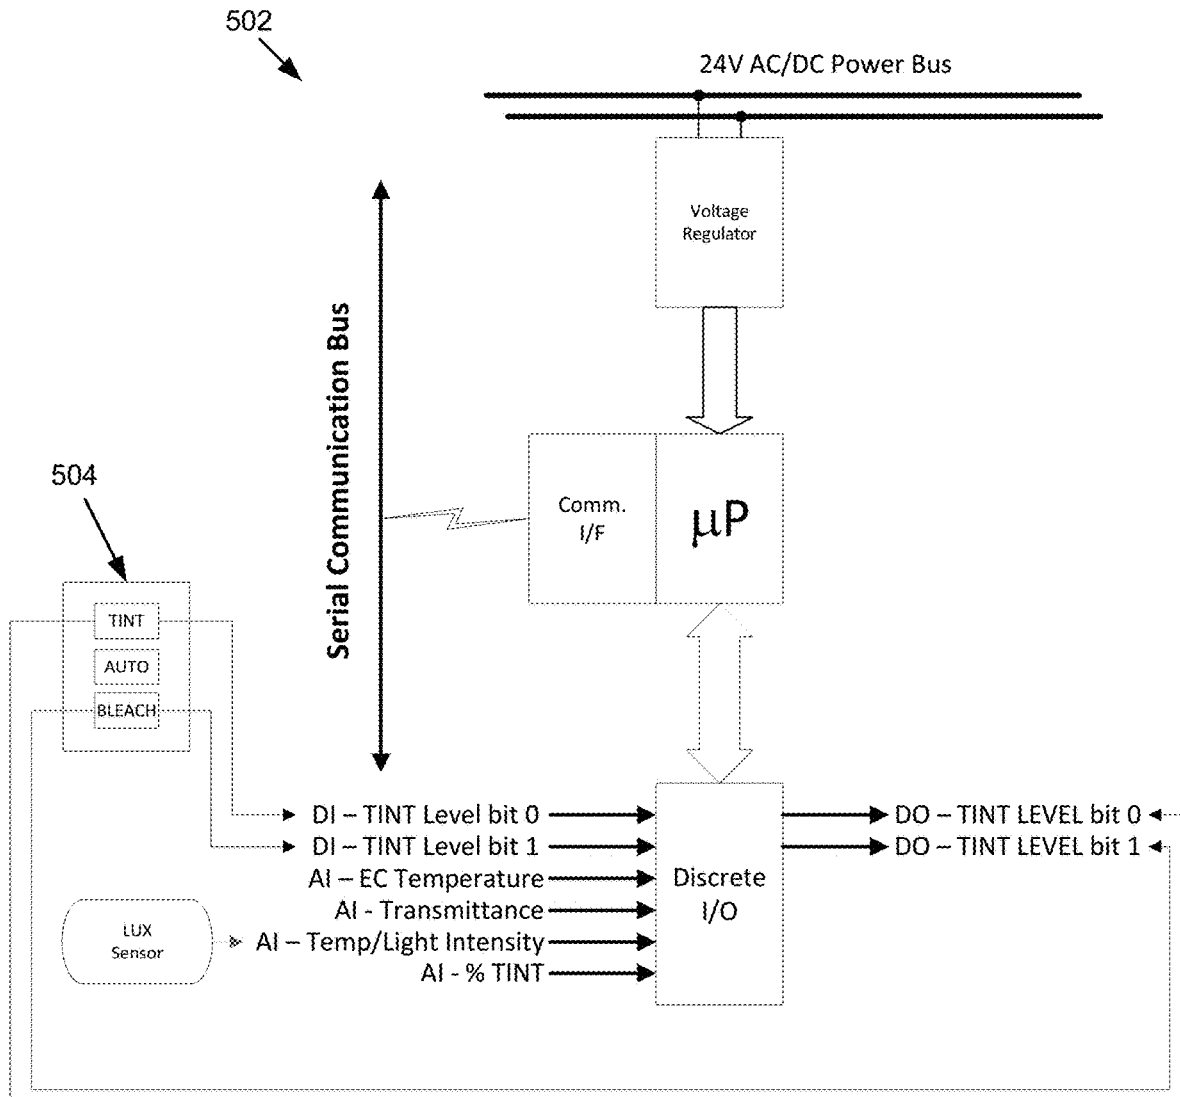 502
24V AC/DC Power Bus
Voltage
Regulator
Serial Communication Bus
Comm.
I/F
µP
504
TINT
AUTO
BLEACH
DI – TINT Level bit 0
DI – TINT Level bit 1
AI – EC Temperature
AI - Transmittance
AI – Temp/Light Intensity
AI - % TINT
LUX
Sensor
Discrete
I/O
DO – TINT LEVEL bit 0
DO – TINT LEVEL bit 1